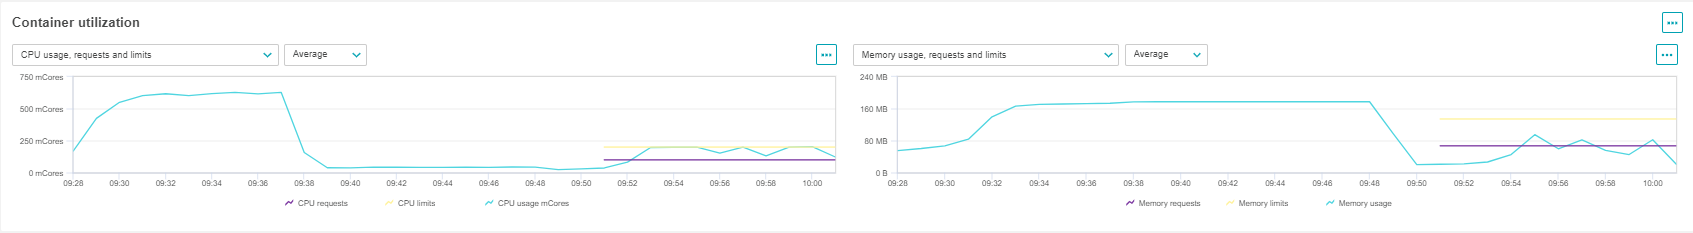 Container utilization
CPU usage, requests and limits
Average
Memory usage, requests and limits
Average
750 mCores
500 mCores
250 mCores
0 mCores
09:28 09:30 09:32 09:34 09:36 09:38 09:40 09:42 09:44 09:46 09:48 09:50 09:52 09:54 09:56 09:58 10:00
CPU requests CPU limits CPU usage mCores
240 MB
160 MB
80 MB
0 B
09:28 09:30 09:32 09:34 09:36 09:38 09:40 09:42 09:44 09:46 09:48 09:50 09:52 09:54 09:56 09:58 10:00
Memory requests Memory limits Memory usage